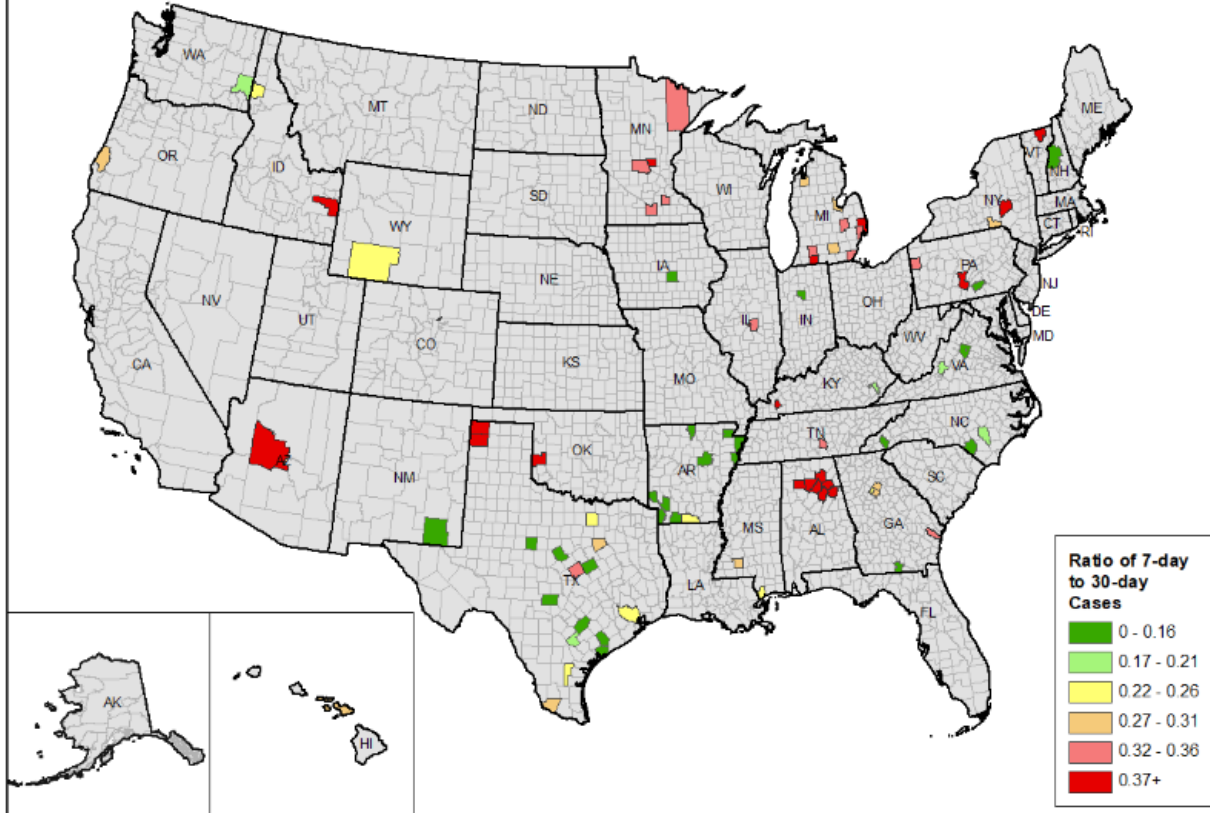 WA
MT
ND
MN
ME
OR
ID
SD
WI
VT
NH
NY
MA
CT
RI
MI
WY
IA
NE
PA
NJ
OH
IL
IN
DE
MD
NV
UT
CO
WV
VA
CA
KS
MO
KY
NC
TN
AZ
NM
OK
AR
SC
MS
AL
GA
TX
LA
FL
AK
HI
Ratio of 7-day
to 30-day
Cases
0 - 0.16
0.17 - 0.21
0.22 - 0.26
0.27 - 0.31
0.32 - 0.36
0.37+